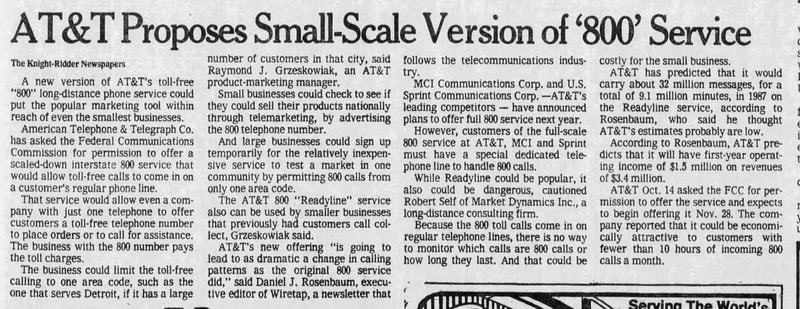 AT&T Proposes Small-Scale Version of ‘800’ Service
The Knight-Ridder Newspapers
A new version of AT&T's toll-free
"800" long-distance phone service could
put the popular marketing tool within
reach of even the smallest businesses.
American Telephone & Telegraph Co.
has asked the Federal Communications
Commission for permission to offer a
scaled-down interstate 800 service that
would allow toll-free calls to come in on
a customer's regular phone line.
That service would allow even a com-
pany with just one telephone to offer
customers a toll-free telephone number
to place orders or to call for assistance.
The business with the 800 number pays
the toll charges.
The business could limit the toll-free
calling to one area code, such as the
one that serves Detroit, if it has a large
number of customers in that city, said
Raymond J. Grzeskowiak, an AT&T
product-marketing manager.
Small businesses could check to see if
they could sell their products nationally
through telemarketing, by advertising
the 800 telephone number.
And large businesses could sign up
temporarily for the relatively inexpen-
sive service to test a market in one
community by permitting 800 calls from
only one area code.
The AT&T 800 "Readyline" service
also can be used by smaller businesses
that previously had customers call col-
lect, Grzeskowiak said.
AT&T's new offering "is going to
lead to as dramatic a change in calling
patterns as the original 800 service
did," said Daniel J. Rosenbaum, execu-
tive editor of Wiretap, a newsletter that
follows the telecommunications indus-
try.
MCI Communications Corp. and U.S.
Sprint Communications Corp. —AT&T's
leading competitors — have announced
plans to offer full 800 service next year.
However, customers of the full-scale
800 service at AT&T, MCI and Sprint
must have a special dedicated tele-
phone line to handle 800 calls.
While Readyline could be popular, it
also could be dangerous, cautioned
Robert Self of Market Dynamics Inc., a
long-distance consulting firm.
Because the 800 toll calls come in on
regular telephone lines, there is no way
to monitor which calls are 800 calls or
how long they last. And that could be
costly for the small business.
AT&T has predicted that it would
carry about 32 million messages, for a
total of 9.1 million minutes, in 1987 on
the Readyline service, according to
Rosenbaum, who said he thought
AT&T's estimates probably are low.
According to Rosenbaum, AT&T pre-
dicts that it will have first-year operat-
ing income of $1.5 million on revenues
of $3.4 million.
AT&T Oct. 14 asked the FCC for per-
mission to offer the service and expects
to begin offering it Nov. 28. The com-
pany reported that it could be economi-
cally attractive to customers with
fewer than 10 hours of incoming 800
calls a month.
Serving The World's